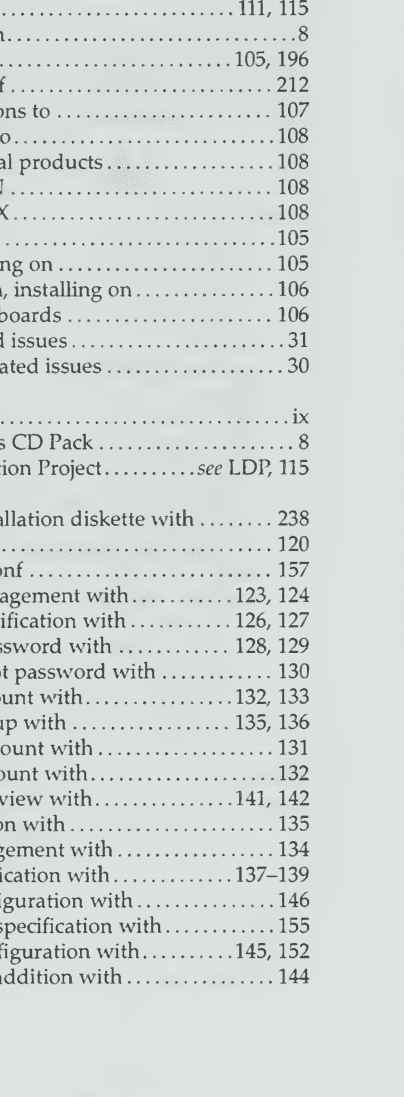 111, 115
n 8
105, 196
f 212
ons to 107
o 108
al products 108
N 108
X 108
105
ng on 105
n, installing on 106
boards 106
d issues 31
ated issues 30
ix
s CD Pack 8
tion Project see LDP, 115
allation diskette with 238
120
onf 157
agement with 123, 124
ification with 126, 127
ssword with 128, 129
ot password with 130
ount with 132, 133
up with 135, 136
ount with 131
ount with 132
view with 141, 142
on with 135
gement with 134
ication with 137–139
iguration with 146
specification with 155
figuration with 145, 152
addition with 144